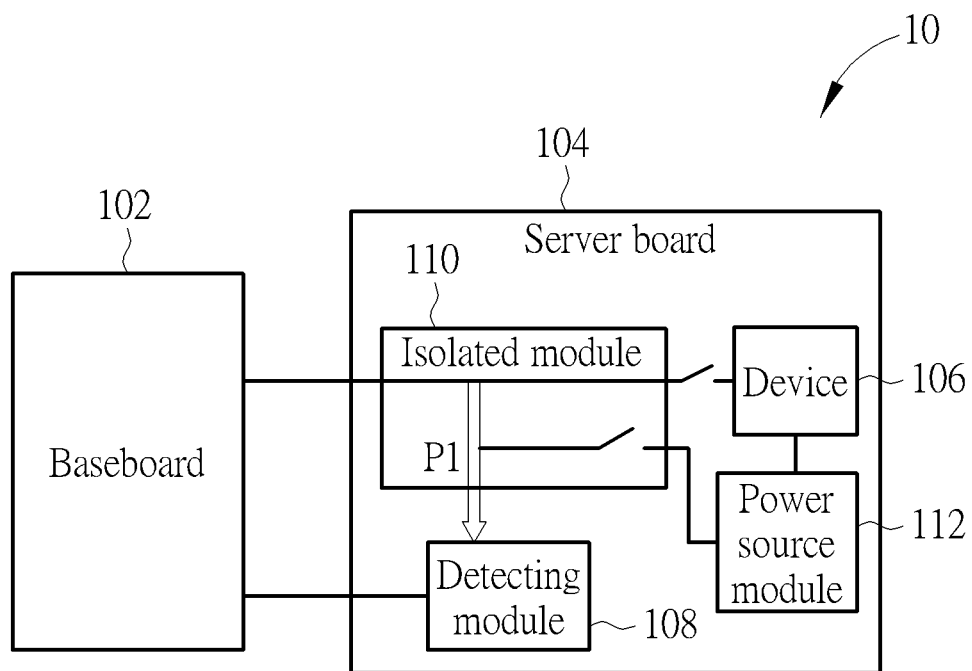 10
104
102
Server board
110
Isolated module
Device
106
Baseboard
P1
Power
source
module
112
Detecting
module
108